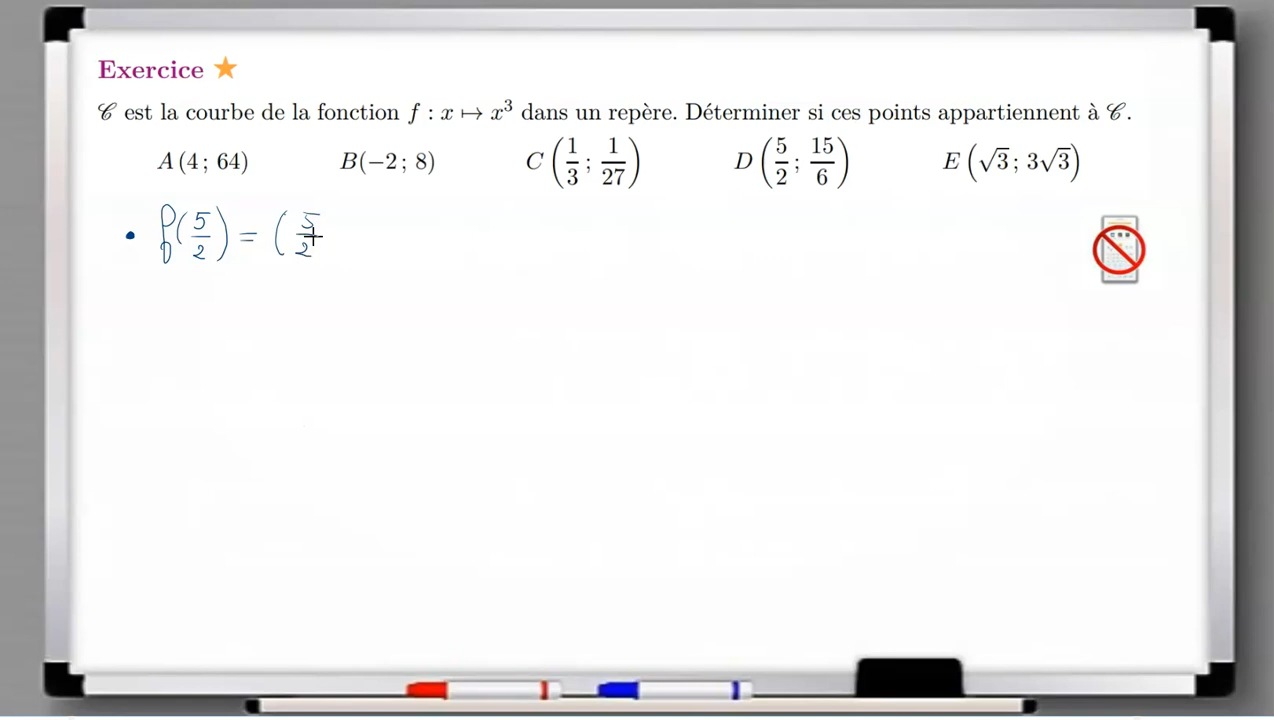 Exercice ★
𝒞 est la courbe de la fonction f : x ↦ x³ dans un repère. Déterminer si ces points appartiennent à 𝒞.
A (4 ; 64) B(−2 ; 8) C (1/3 ; 1/27) D (5/2 ; 15/6) E (√3 ; 3√3)
• f(5/2) = (5/2